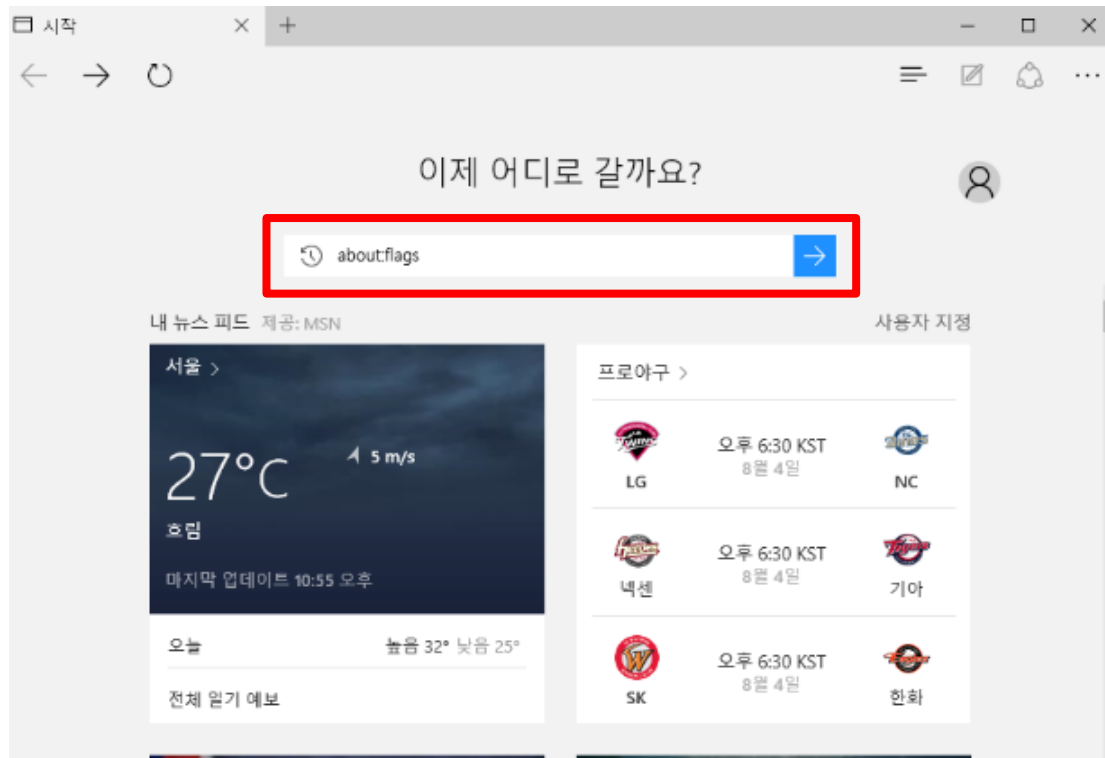 시작
이제 어디로 갈까요?
about:flags
내 뉴스 피드 제공: MSN
사용자 지정
서울
27°C
5 m/s
흐림
마지막 업데이트 10:55 오후
오늘 높음 32° 낮음 25°
전체 일기 예보
프로야구
오후 6:30 KST
8월 4일
LG NC
오후 6:30 KST
8월 4일
넥센 기아
오후 6:30 KST
8월 4일
SK 한화